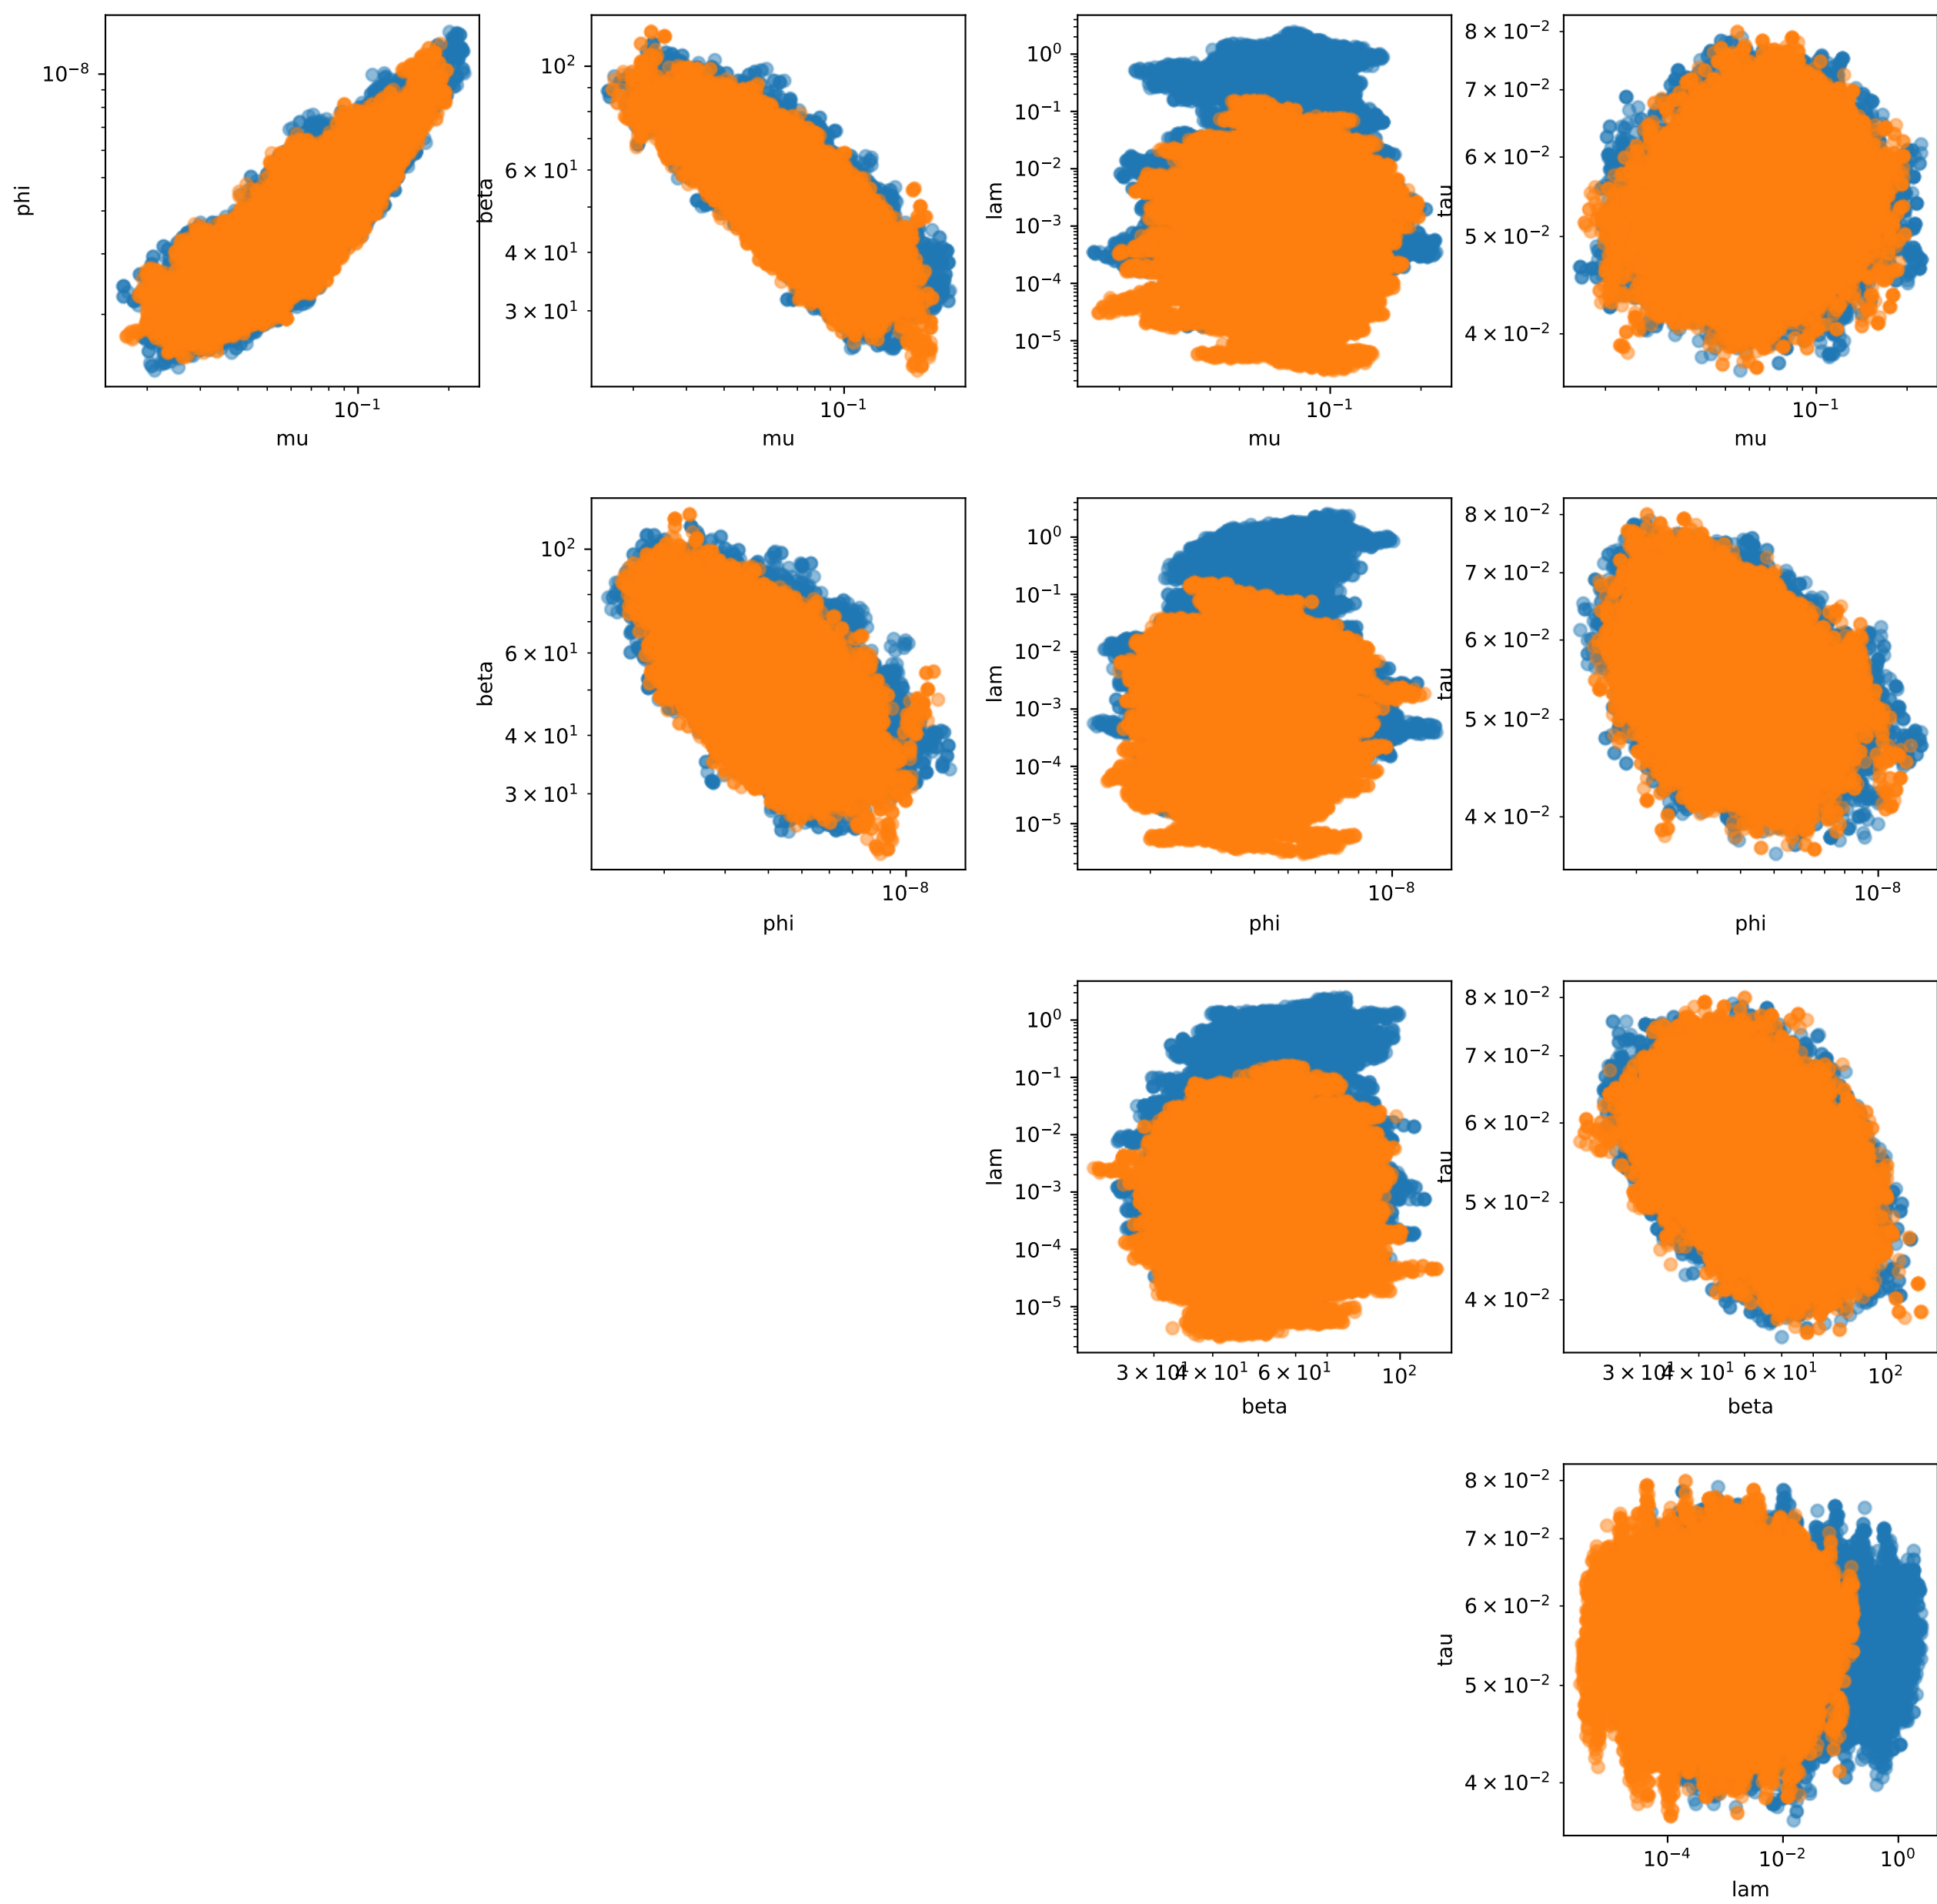 phi
10⁻⁸
10⁻¹
mu
beta
10²
6 × 10¹
4 × 10¹
3 × 10¹
10⁻¹
mu
lam
10⁰
10⁻¹
10⁻²
10⁻³
10⁻⁴
10⁻⁵
10⁻¹
mu
tau
8 × 10⁻²
7 × 10⁻²
6 × 10⁻²
5 × 10⁻²
4 × 10⁻²
10⁻¹
mu
beta
10²
6 × 10¹
4 × 10¹
3 × 10¹
10⁻⁸
phi
lam
10⁰
10⁻¹
10⁻²
10⁻³
10⁻⁴
10⁻⁵
10⁻⁸
phi
tau
8 × 10⁻²
7 × 10⁻²
6 × 10⁻²
5 × 10⁻²
4 × 10⁻²
10⁻⁸
phi
lam
10⁰
10⁻¹
10⁻²
10⁻³
10⁻⁴
10⁻⁵
3 × 10¹ 4 × 10¹ 6 × 10¹ 10²
beta
tau
8 × 10⁻²
7 × 10⁻²
6 × 10⁻²
5 × 10⁻²
4 × 10⁻²
3 × 10¹ 4 × 10¹ 6 × 10¹ 10²
beta
tau
8 × 10⁻²
7 × 10⁻²
6 × 10⁻²
5 × 10⁻²
4 × 10⁻²
10⁻⁴ 10⁻² 10⁰
lam